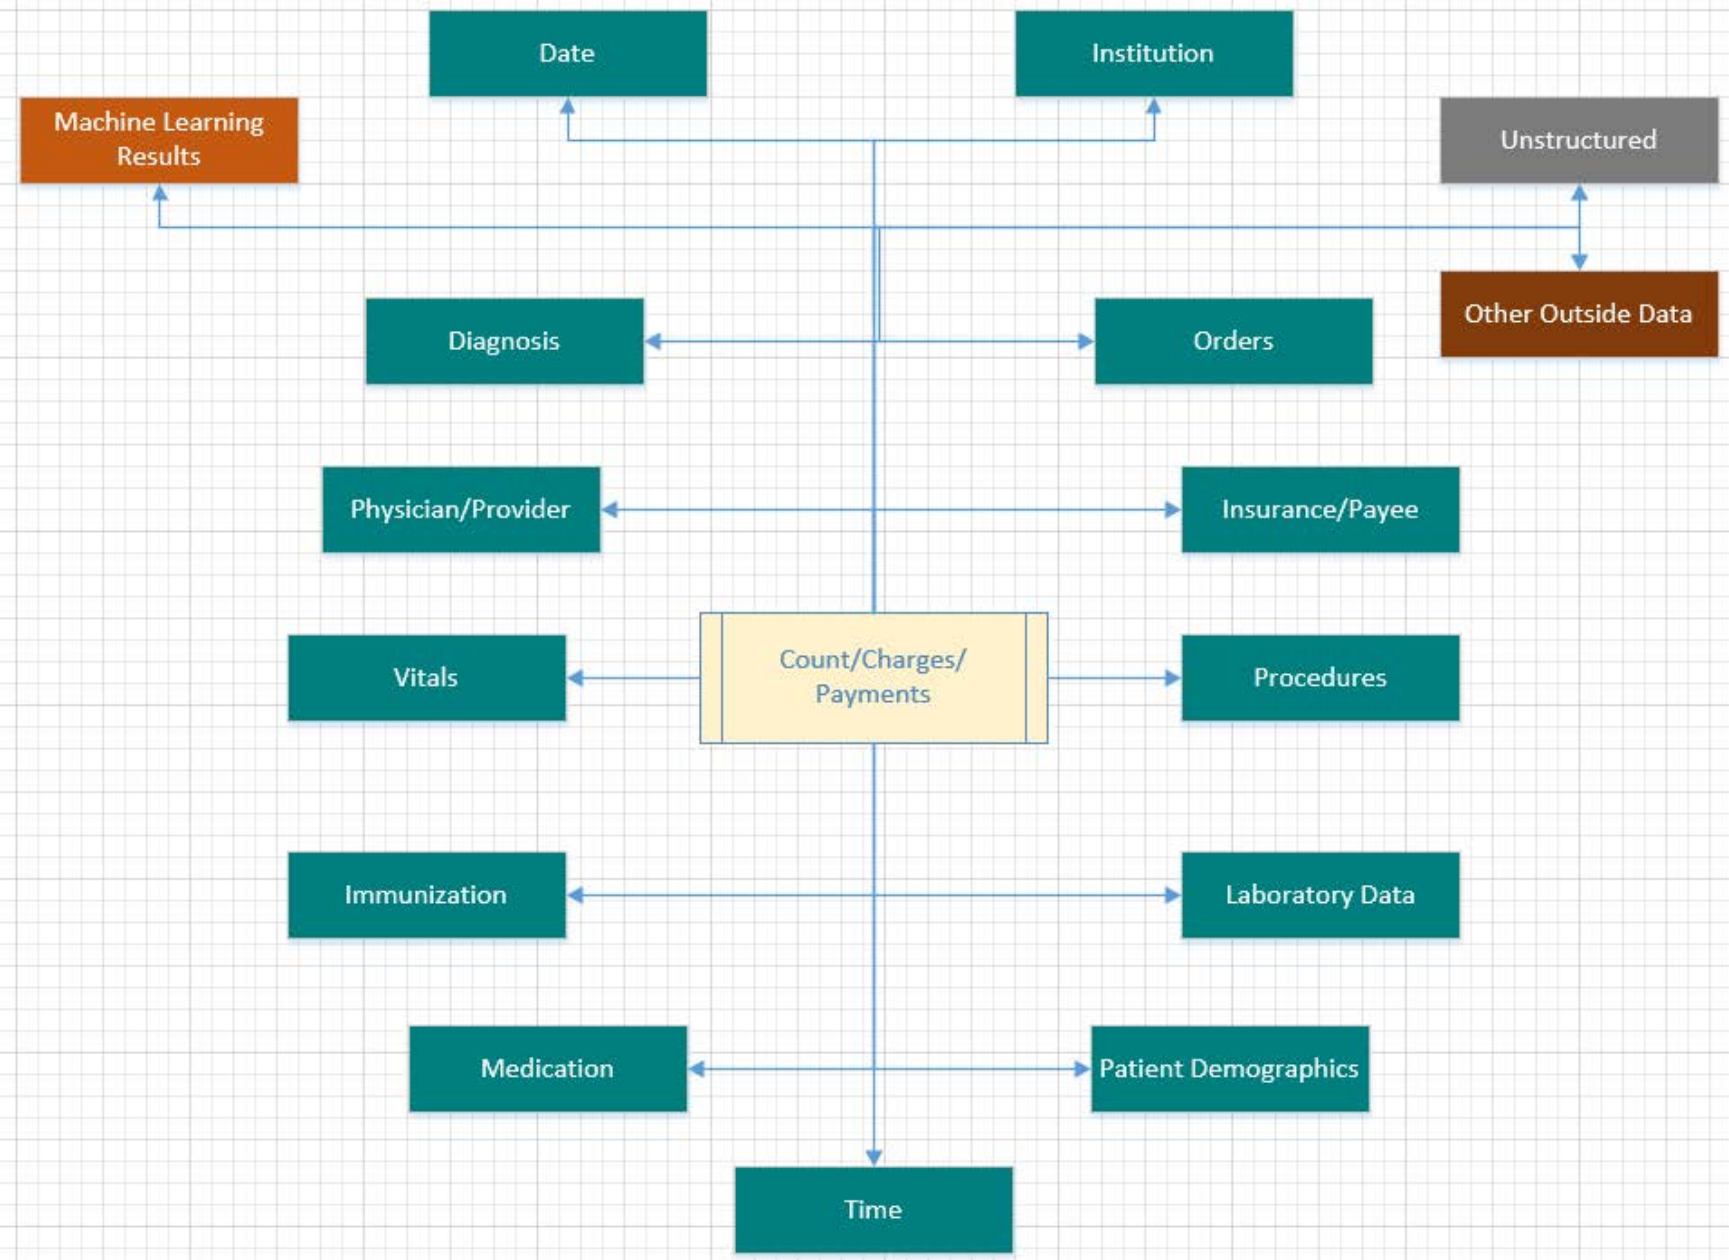 Date
Institution
Machine Learning
Results
Unstructured
Other Outside Data
Diagnosis
Orders
Physician/Provider
Insurance/Payee
Vitals
Count/Charges/
Payments
Procedures
Immunization
Laboratory Data
Medication
Patient Demographics
Time